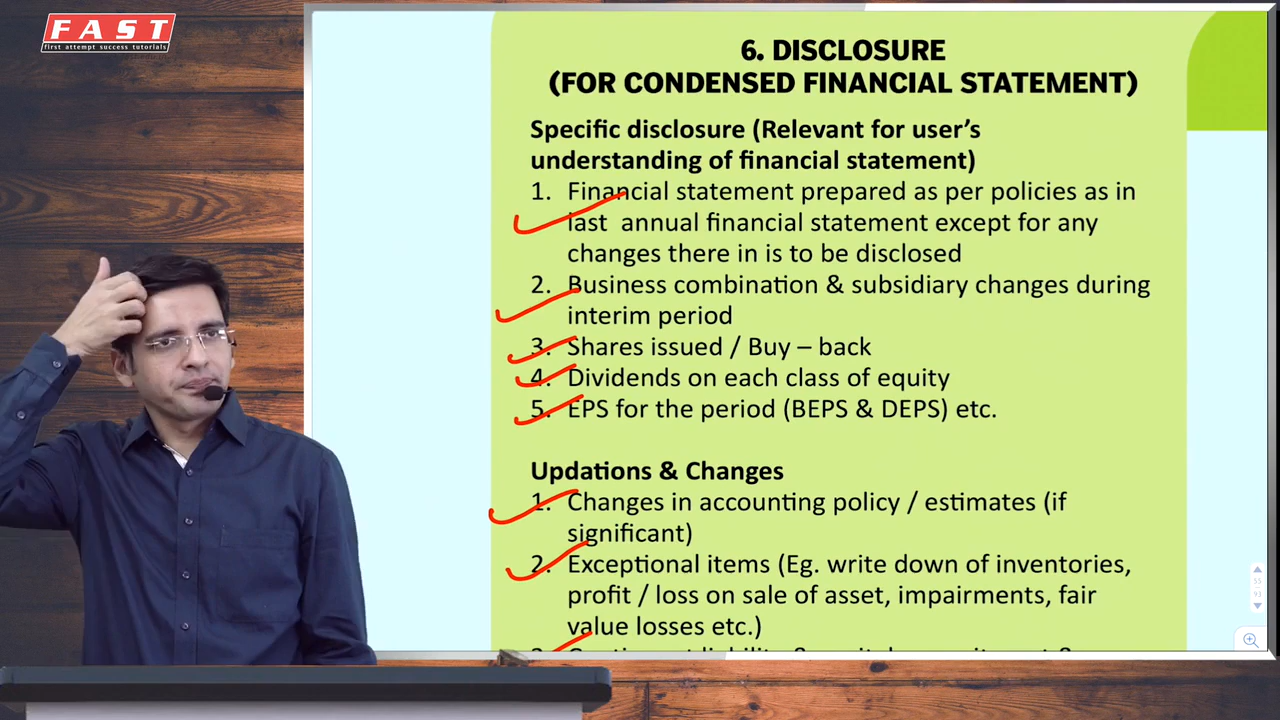 FAST
first attempt success tutorials
6. DISCLOSURE
(FOR CONDENSED FINANCIAL STATEMENT)
Specific disclosure (Relevant for user's
understanding of financial statement)
1. Financial statement prepared as per policies as in
last annual financial statement except for any
changes there in is to be disclosed
2. Business combination & subsidiary changes during
interim period
3. Shares issued / Buy – back
4. Dividends on each class of equity
5. EPS for the period (BEPS & DEPS) etc.
Updations & Changes
1. Changes in accounting policy / estimates (if
significant)
2. Exceptional items (Eg. write down of inventories,
profit / loss on sale of asset, impairments, fair
value losses etc.)